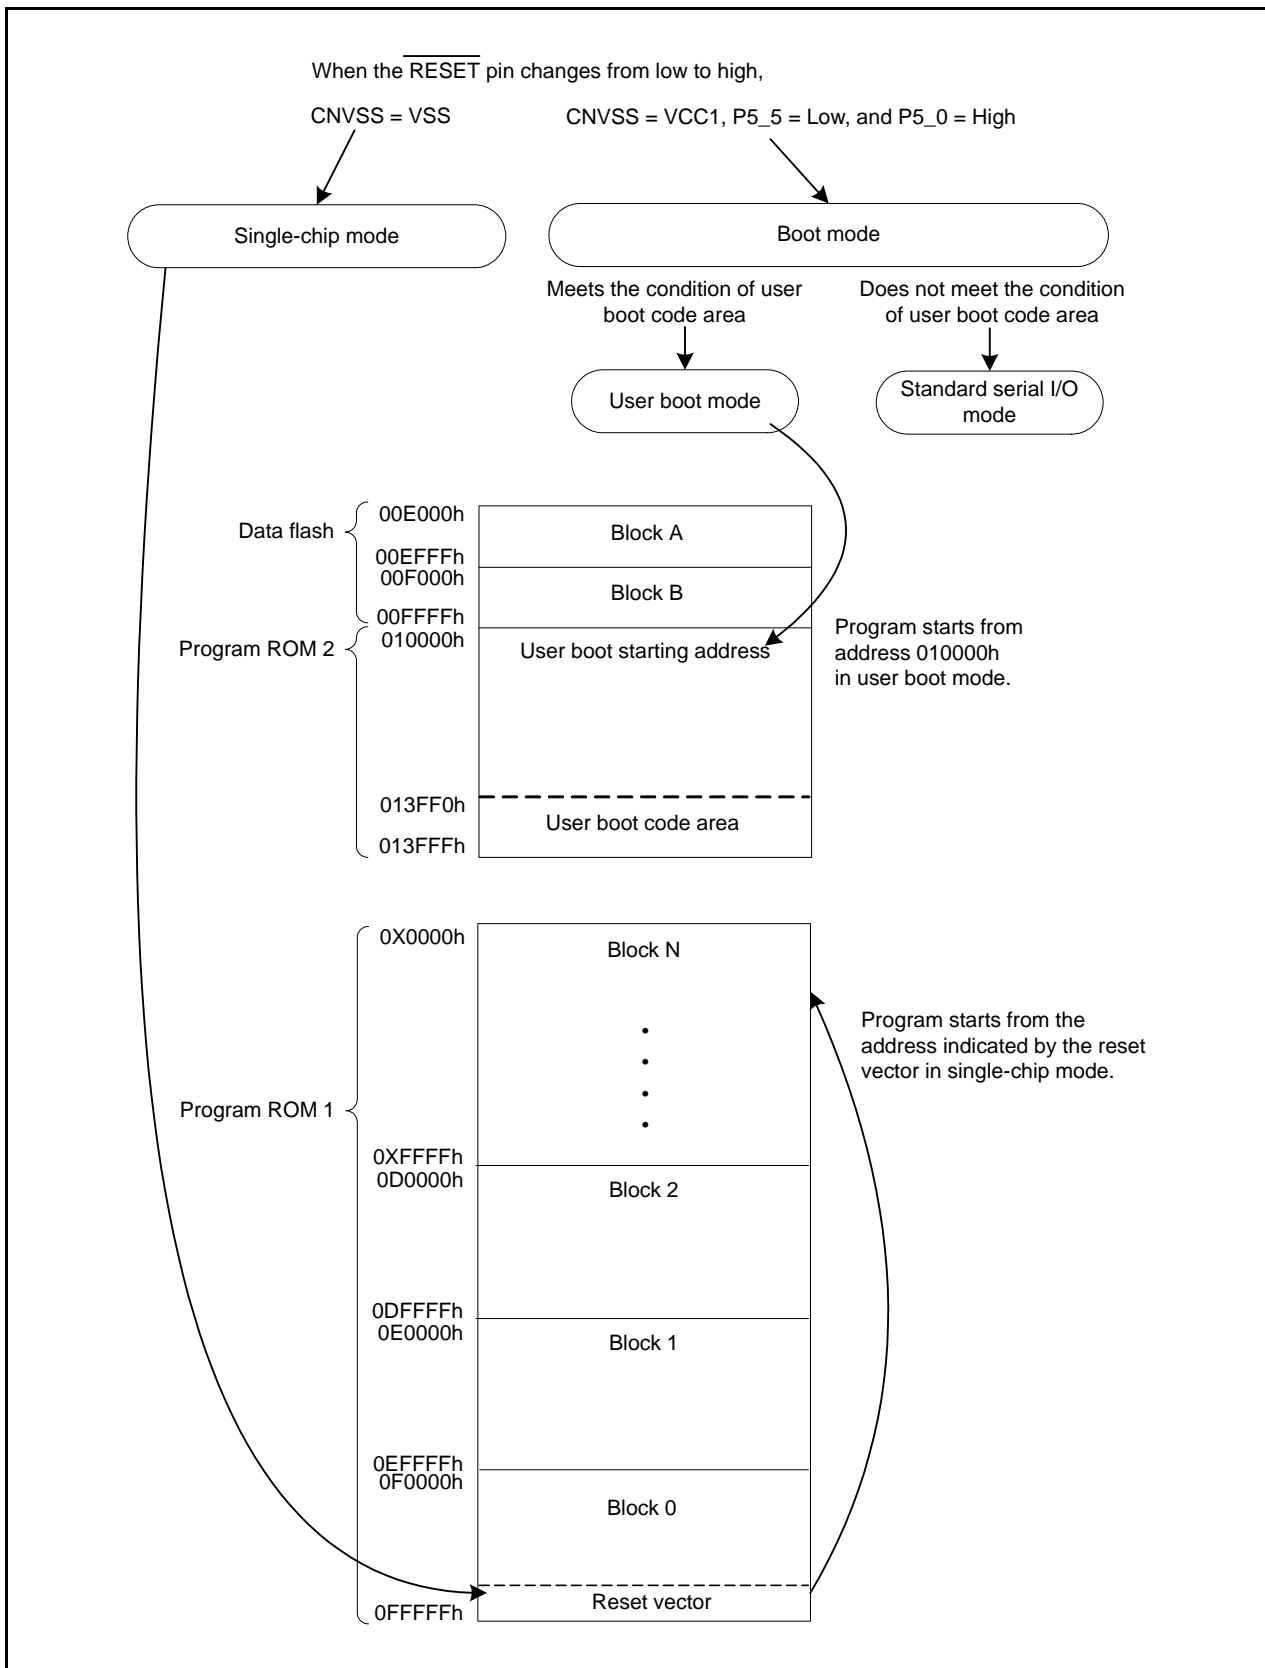 When the RESET pin changes from low to high,
CNVSS = VSS
CNVSS = VCC1, P5_5 = Low, and P5_0 = High
Single-chip mode
Boot mode
Meets the condition of user
boot code area
Does not meet the condition
of user boot code area
User boot mode
Standard serial I/O
mode
Data flash
00E000h
Block A
00EFFFh
00F000h
Block B
00FFFFh
Program ROM 2
010000h
User boot starting address
Program starts from
address 010000h
in user boot mode.
013FF0h
User boot code area
013FFFh
0X0000h
Block N
Program starts from the
address indicated by the reset
vector in single-chip mode.
Program ROM 1
0XFFFFh
0D0000h
Block 2
0DFFFFh
0E0000h
Block 1
0EFFFFh
0F0000h
Block 0
Reset vector
0FFFFFh